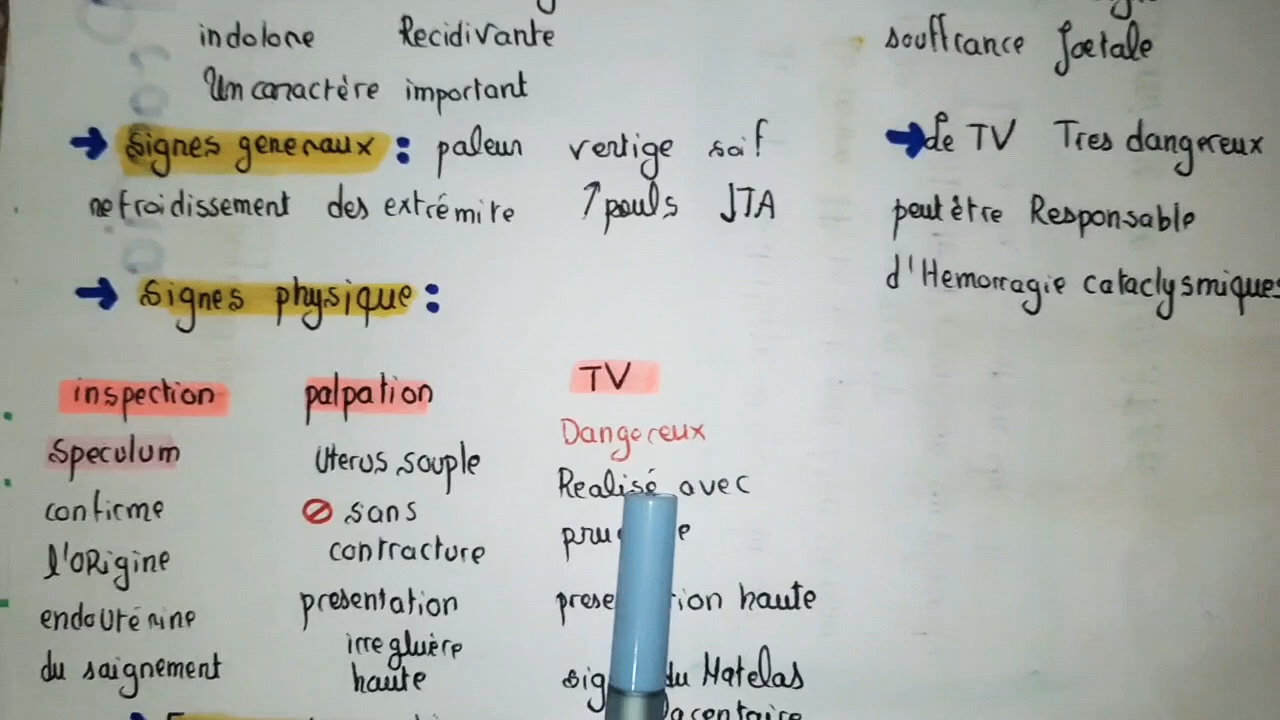 indolore Recidivante
Un caractère important
→ Signes generaux : paleur vertige soif
refroidissement des extrémite ↑pouls ↓TA
→ Signes physique :
inspection
Speculum
confirme
l'ORigine
endoutérine
du saignement
palpation
Uterus souple
sans
contracture
presentation
irregluère
haute
TV
Dangereux
Realisé avec
haute
du Matelas
souffrance foetale
→ Le TV Tres dangereux
peut être Responsable
d'Hemorragie cataclysmiques